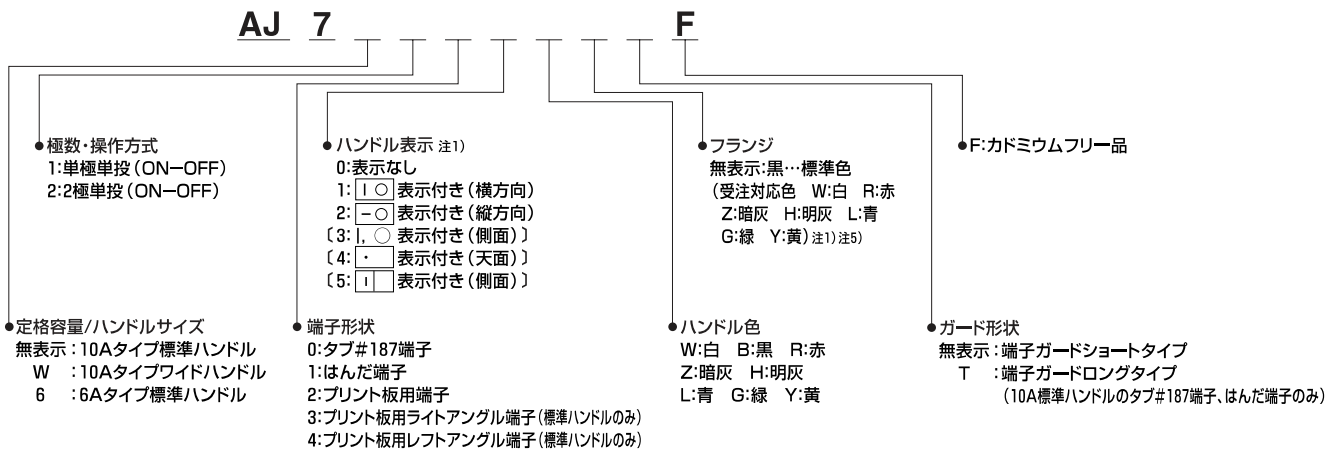 AJ 7 _ _ _ _ _ _ _ F
●極数・操作方式
1:単極単投(ON－OFF)
2:2極単投(ON－OFF)
●ハンドル表示 注1)
0:表示なし
1: | ○ 表示付き(横方向)
2: － ○ 表示付き(縦方向)
〔3: |, ○ 表示付き(側面)〕
〔4: ・ 表示付き(天面)〕
〔5: | 表示付き(側面)〕
●フランジ
無表示:黒…標準色
(受注対応色 W:白 R:赤
Z:暗灰 H:明灰 L:青
G:緑 Y:黄)注1)注5)
●F:カドミウムフリー品
●定格容量/ハンドルサイズ
無表示:10Aタイプ標準ハンドル
W :10Aタイプワイドハンドル
6 :6Aタイプ標準ハンドル
●端子形状
0:タブ#187端子
1:はんだ端子
2:プリント板用端子
3:プリント板用ライトアングル端子(標準ハンドルのみ)
4:プリント板用レフトアングル端子(標準ハンドルのみ)
●ハンドル色
W:白 B:黒 R:赤
Z:暗灰 H:明灰
L:青 G:緑 Y:黄
●ガード形状
無表示:端子ガードショートタイプ
T :端子ガードロングタイプ
(10A標準ハンドルのタブ#187端子、はんだ端子のみ)